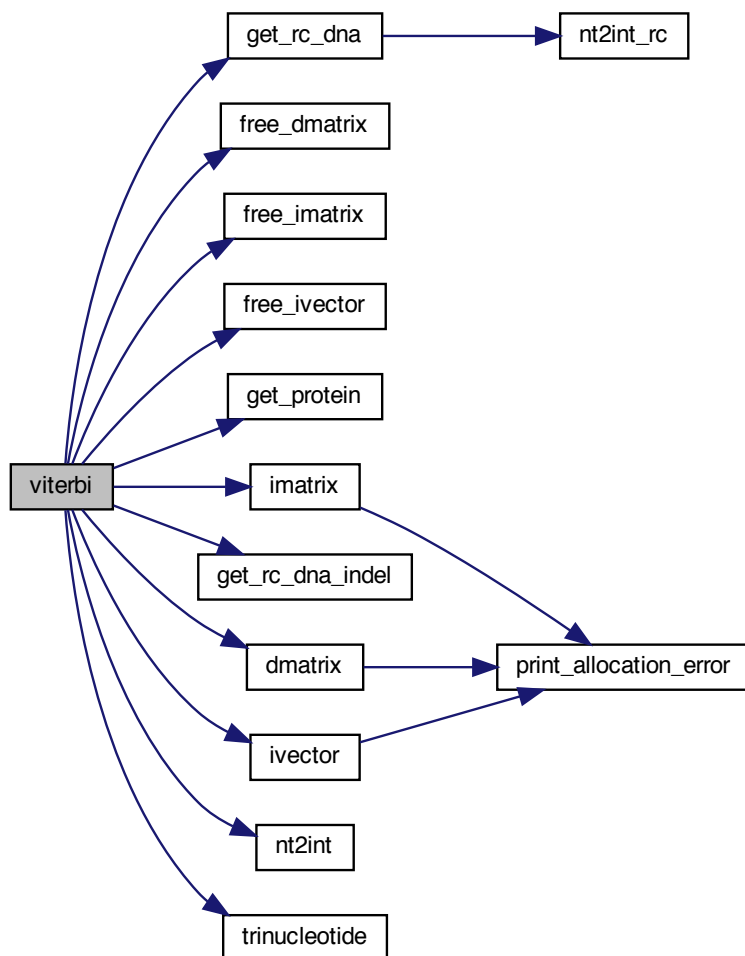 get_rc_dna
nt2int_rc
free_dmatrix
free_imatrix
free_ivector
get_protein
viterbi
imatrix
get_rc_dna_indel
dmatrix
print_allocation_error
ivector
nt2int
trinucleotide